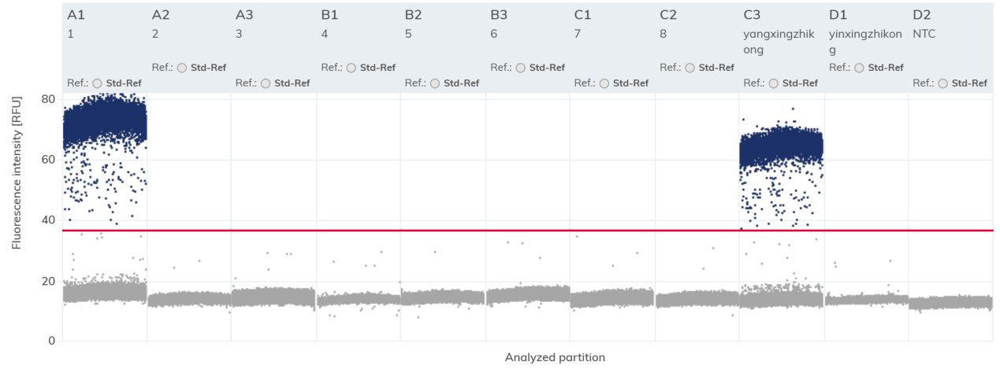 A1 A2 A3 B1 B2 B3 C1 C2 C3 D1 D2
1 2 3 4 5 6 7 8 yangxingzhik yinxingzhikon NTC
ong g
Ref.: Std-Ref Ref.: Std-Ref Ref.: Std-Ref Ref.: Std-Ref Ref.: Std-Ref
Ref.: Std-Ref Ref.: Std-Ref Ref.: Std-Ref Ref.: Std-Ref Ref.: Std-Ref Ref.: Std-Ref
Fluorescence intensity [RFU]
80
60
40
20
0
Analyzed partition